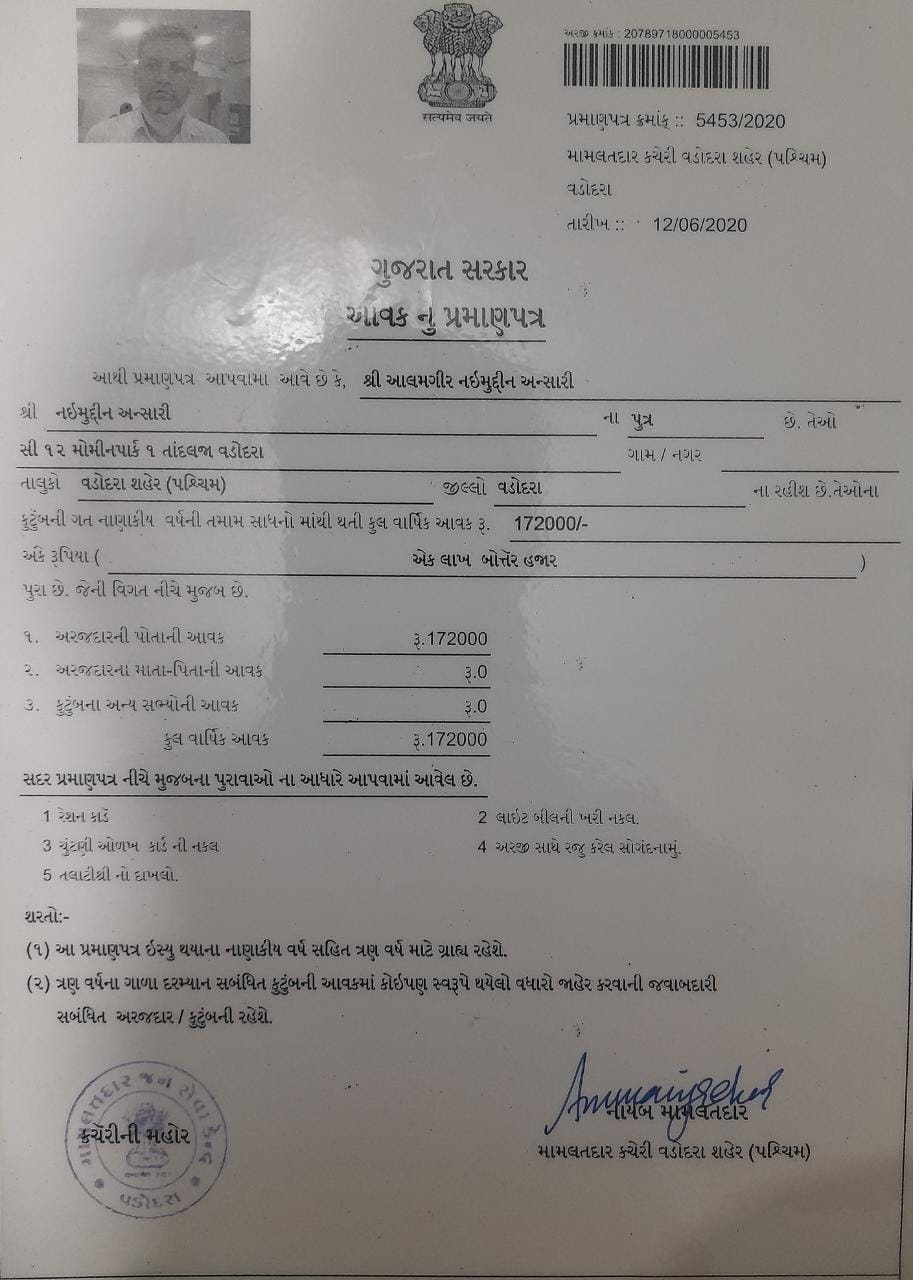 सत्यमेव जयते
અરજી ક્રમાંક : 20789718000005453
પ્રમાણપત્ર ક્રમાંક :: 5453/2020
મામલતદાર કચેરી વડોદરા શહેર (પશ્ચિમ)
વડોદરા
તારીખ :: 12/06/2020
ગુજરાત સરકાર
આવક નુ પ્રમાણપત્ર
આથી પ્રમાણપત્ર આપવામા આવે છે કે, શ્રી આલમગીર નઇમુદ્દીન અન્સારી
શ્રી નઇમુદ્દીન અન્સારી ના પુત્ર છે. તેઓ
સી ૧૨ મોમીનપાર્ક ૧ તાંદલજા વડોદરા ગામ / નગર
તાલુકો વડોદરા શહેર (પશ્ચિમ) જીલ્લો વડોદરા ના રહીશ છે.તેઓના
કુટુંબની ગત નાણાકીય વર્ષની તમામ સાધનો માંથી થતી કુલ વાર્ષિક આવક રૂ. 172000/-
અંકે રૂપિયા ( એક લાખ બોત્તેર હજાર )
પુરા છે. જેની વિગત નીચે મુજબ છે.
૧. અરજદારની પોતાની આવક રૂ.172000
૨. અરજદારના માતા-પિતાની આવક રૂ.0
૩. કુટુંબના અન્ય સભ્યોની આવક રૂ.0
કુલ વાર્ષિક આવક રૂ.172000
સદર પ્રમાણપત્ર નીચે મુજબના પુરાવાઓ ના આધારે આપવામાં આવેલ છે.
1 રેશન કાર્ડ 2 લાઇટ બીલની ખરી નકલ.
3 ચુંટણી ઓળખ કાર્ડ ની નકલ 4 અરજી સાથે રજુ કરેલ સોગંદનામું.
5 તલાટીશ્રી નો દાખલો.
શરતો:-
(૧) આ પ્રમાણપત્ર ઇસ્યુ થયાના નાણાકીય વર્ષ સહિત ત્રણ વર્ષ માટે ગ્રાહ્ય રહેશે.
(૨) ત્રણ વર્ષના ગાળા દરમ્યાન સબંધિત કુટુંબની આવકમાં કોઇપણ સ્વરૂપે થયેલો વધારો જાહેર કરવાની જવાબદારી
સબંધિત અરજદાર / કુટુંબની રહેશે.
મામલતદાર જન સેવા કેન્દ્ર
કચેરીની મહોર
વડોદરા
નાયબ મામલતદાર
મામલતદાર કચેરી વડોદરા શહેર (પશ્ચિમ)